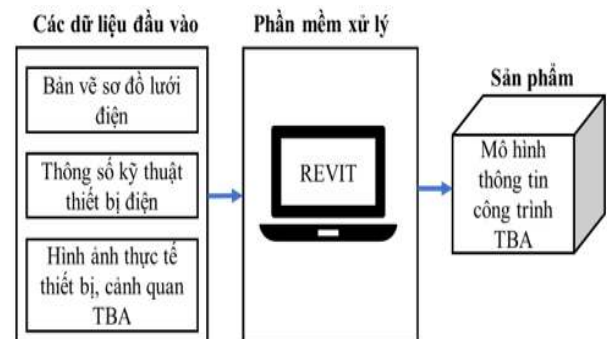 Các dữ liệu đầu vào
Bản vẽ sơ đồ lưới
điện
Thông số kỹ thuật
thiết bị điện
Hình ảnh thực tế
thiết bị, cảnh quan
TBA
Phần mềm xử lý
REVIT
Sản phẩm
Mô hình
thông tin
công trình
TBA